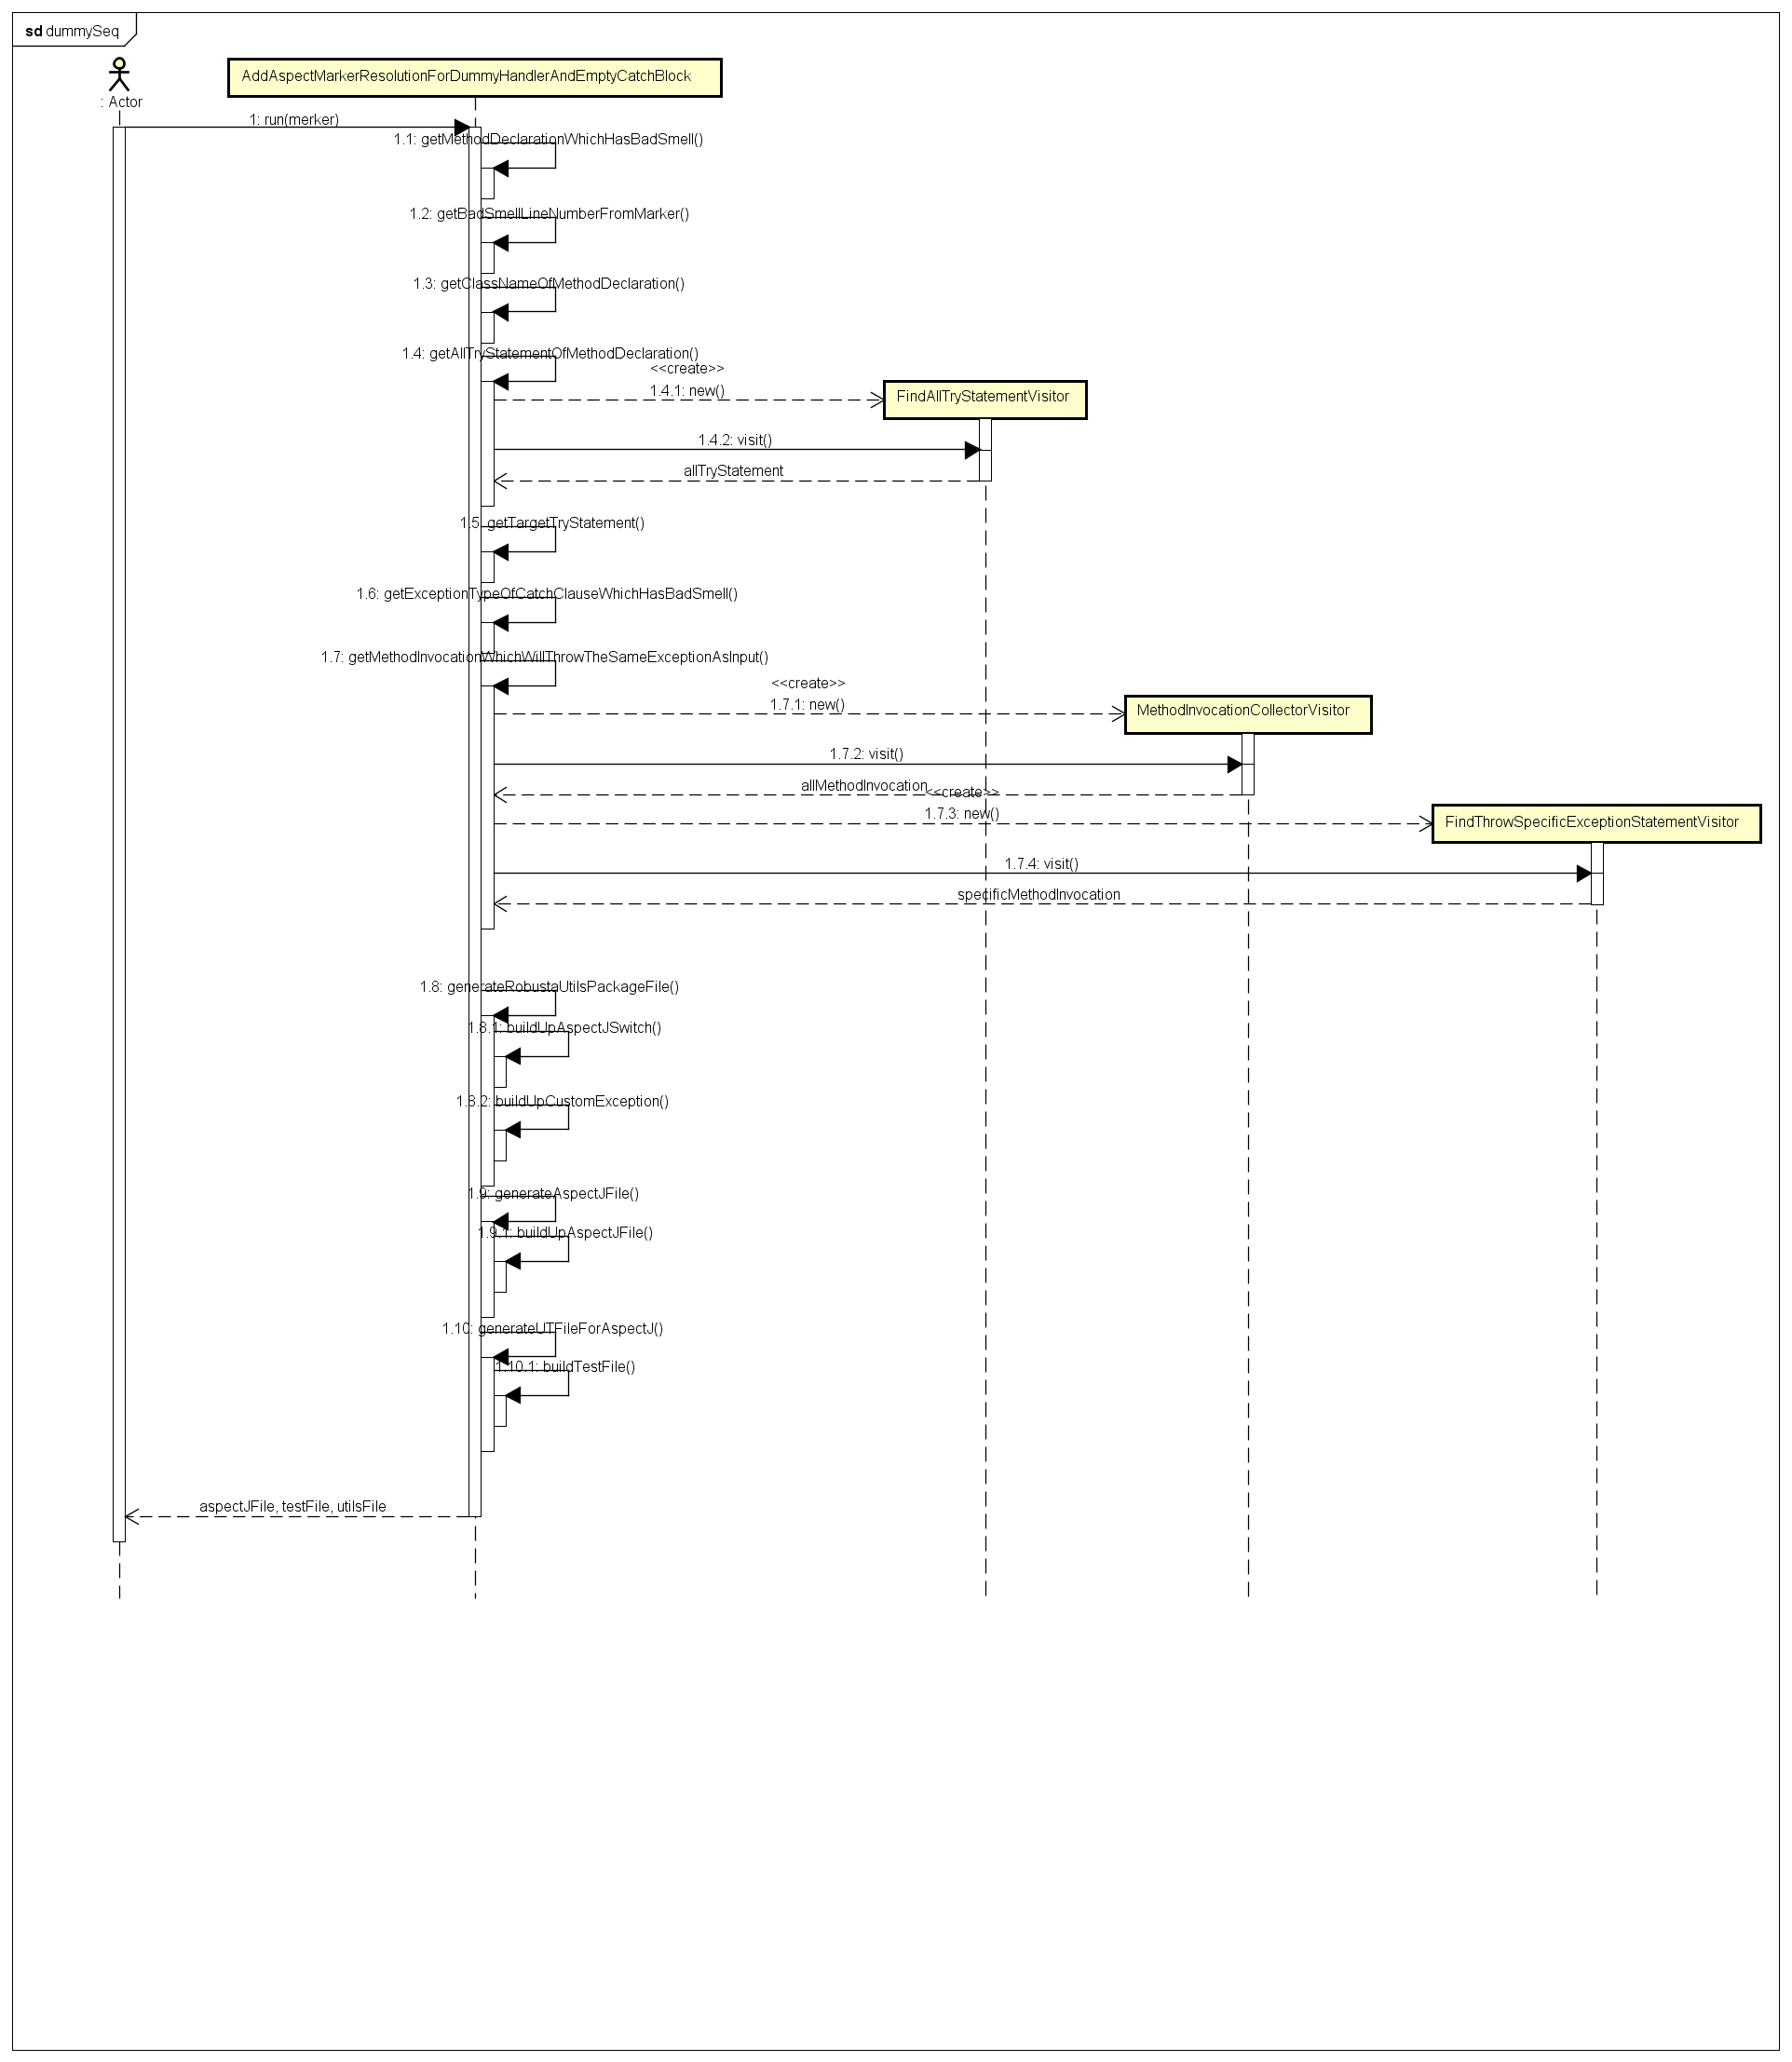 sd dummySeq
: Actor
AddAspectMarkerResolutionForDummyHandlerAndEmptyCatchBlock
1: run(merker)
1.1: getMethodDeclarationWhichHasBadSmell()
1.2: getBadSmellLineNumberFromMarker()
1.3: getClassNameOfMethodDeclaration()
1.4: getAllTryStatementOfMethodDeclaration()
<<create>>
1.4.1: new()
FindAllTryStatementVisitor
1.4.2: visit()
allTryStatement
1.5: getTargetTryStatement()
1.6: getExceptionTypeOfCatchClauseWhichHasBadSmell()
1.7: getMethodInvocationWhichWillThrowTheSameExceptionAsInput()
<<create>>
1.7.1: new()
MethodInvocationCollectorVisitor
1.7.2: visit()
allMethodInvocation
<<create>>
1.7.3: new()
FindThrowSpecificExceptionStatementVisitor
1.7.4: visit()
specificMethodInvocation
1.8: generateRobustaUtilsPackageFile()
1.8.1: buildUpAspectJSwitch()
1.8.2: buildUpCustomException()
1.9: generateAspectJFile()
1.9.1: buildUpAspectJFile()
1.10: generateUTFileForAspectJ()
1.10.1: buildTestFile()
aspectJFile, testFile, utilsFile